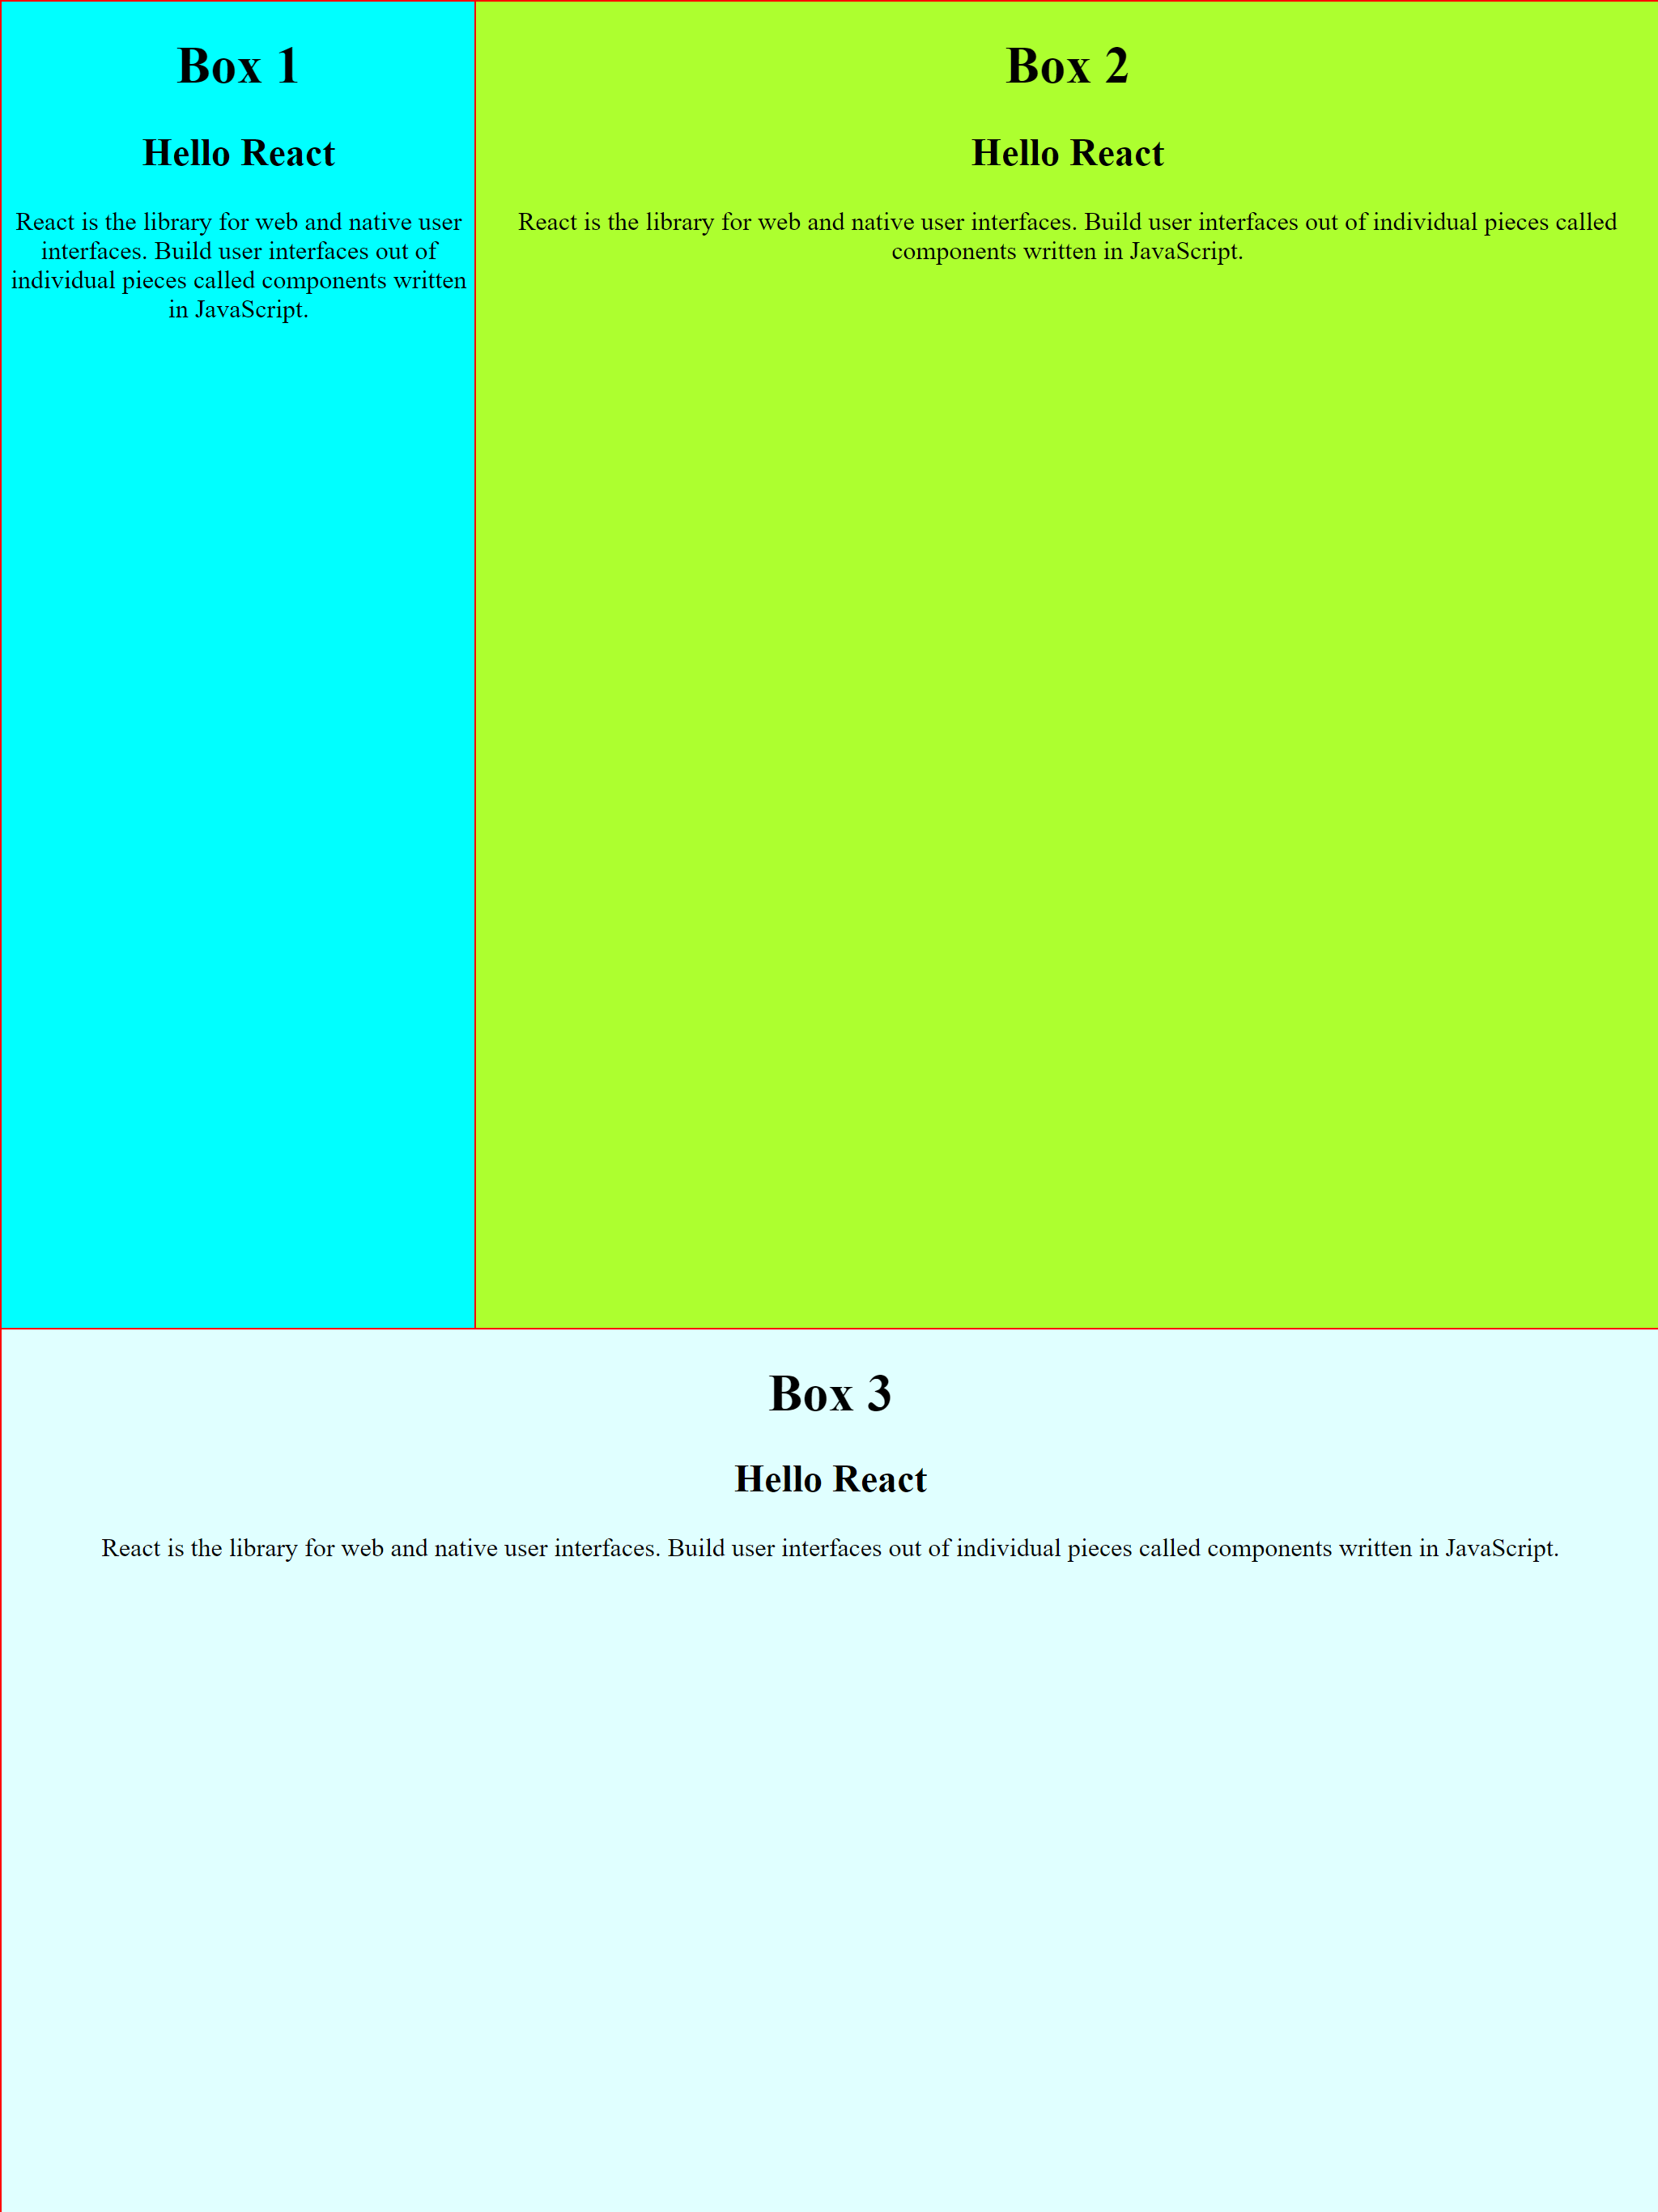 Box 1
Hello React
React is the library for web and native user
interfaces. Build user interfaces out of
individual pieces called components written
in JavaScript.
Box 2
Hello React
React is the library for web and native user interfaces. Build user interfaces out of individual pieces called
components written in JavaScript.
Box 3
Hello React
React is the library for web and native user interfaces. Build user interfaces out of individual pieces called components written in JavaScript.